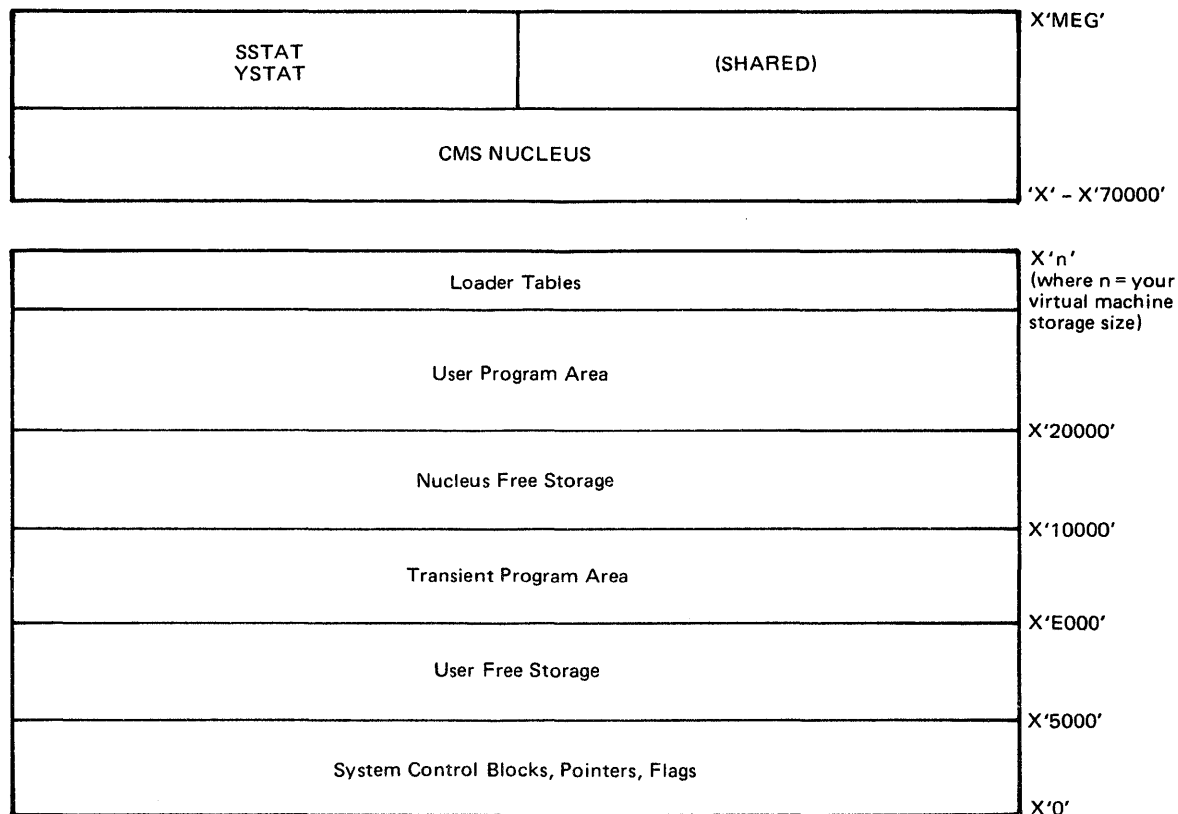 X'MEG'
SSTAT
YSTAT
(SHARED)
CMS NUCLEUS
'X' - X'70000'
X'n'
(where n = your
virtual machine
storage size)
Loader Tables
User Program Area
X'20000'
Nucleus Free Storage
X'10000'
Transient Program Area
X'E000'
User Free Storage
X'5000'
System Control Blocks, Pointers, Flags
X'0'